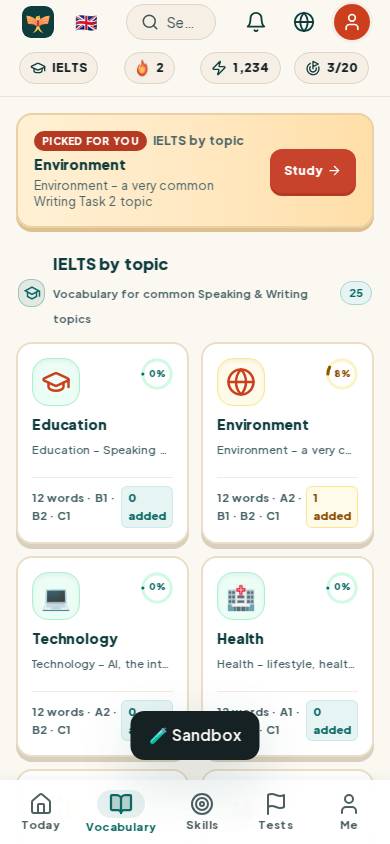 Se...
IELTS
2
1,234
3/20
PICKED FOR YOU IELTS by topic
Environment
Environment – a very common
Writing Task 2 topic
Study →
IELTS by topic
Vocabulary for common Speaking & Writing
topics
25
0%
Education
Education – Speaking ...
12 words · B1 ·
B2 · C1
0
added
8%
Environment
Environment – a very c...
12 words · A2 ·
B1 · B2 · C1
1
added
0%
Technology
Technology – AI, the int...
12 words · A2 ·
0%
Health
Health – lifestyle, healt...
12 words · A1 ·
0
added
Sandbox
Today
Vocabulary
Skills
Tests
Me